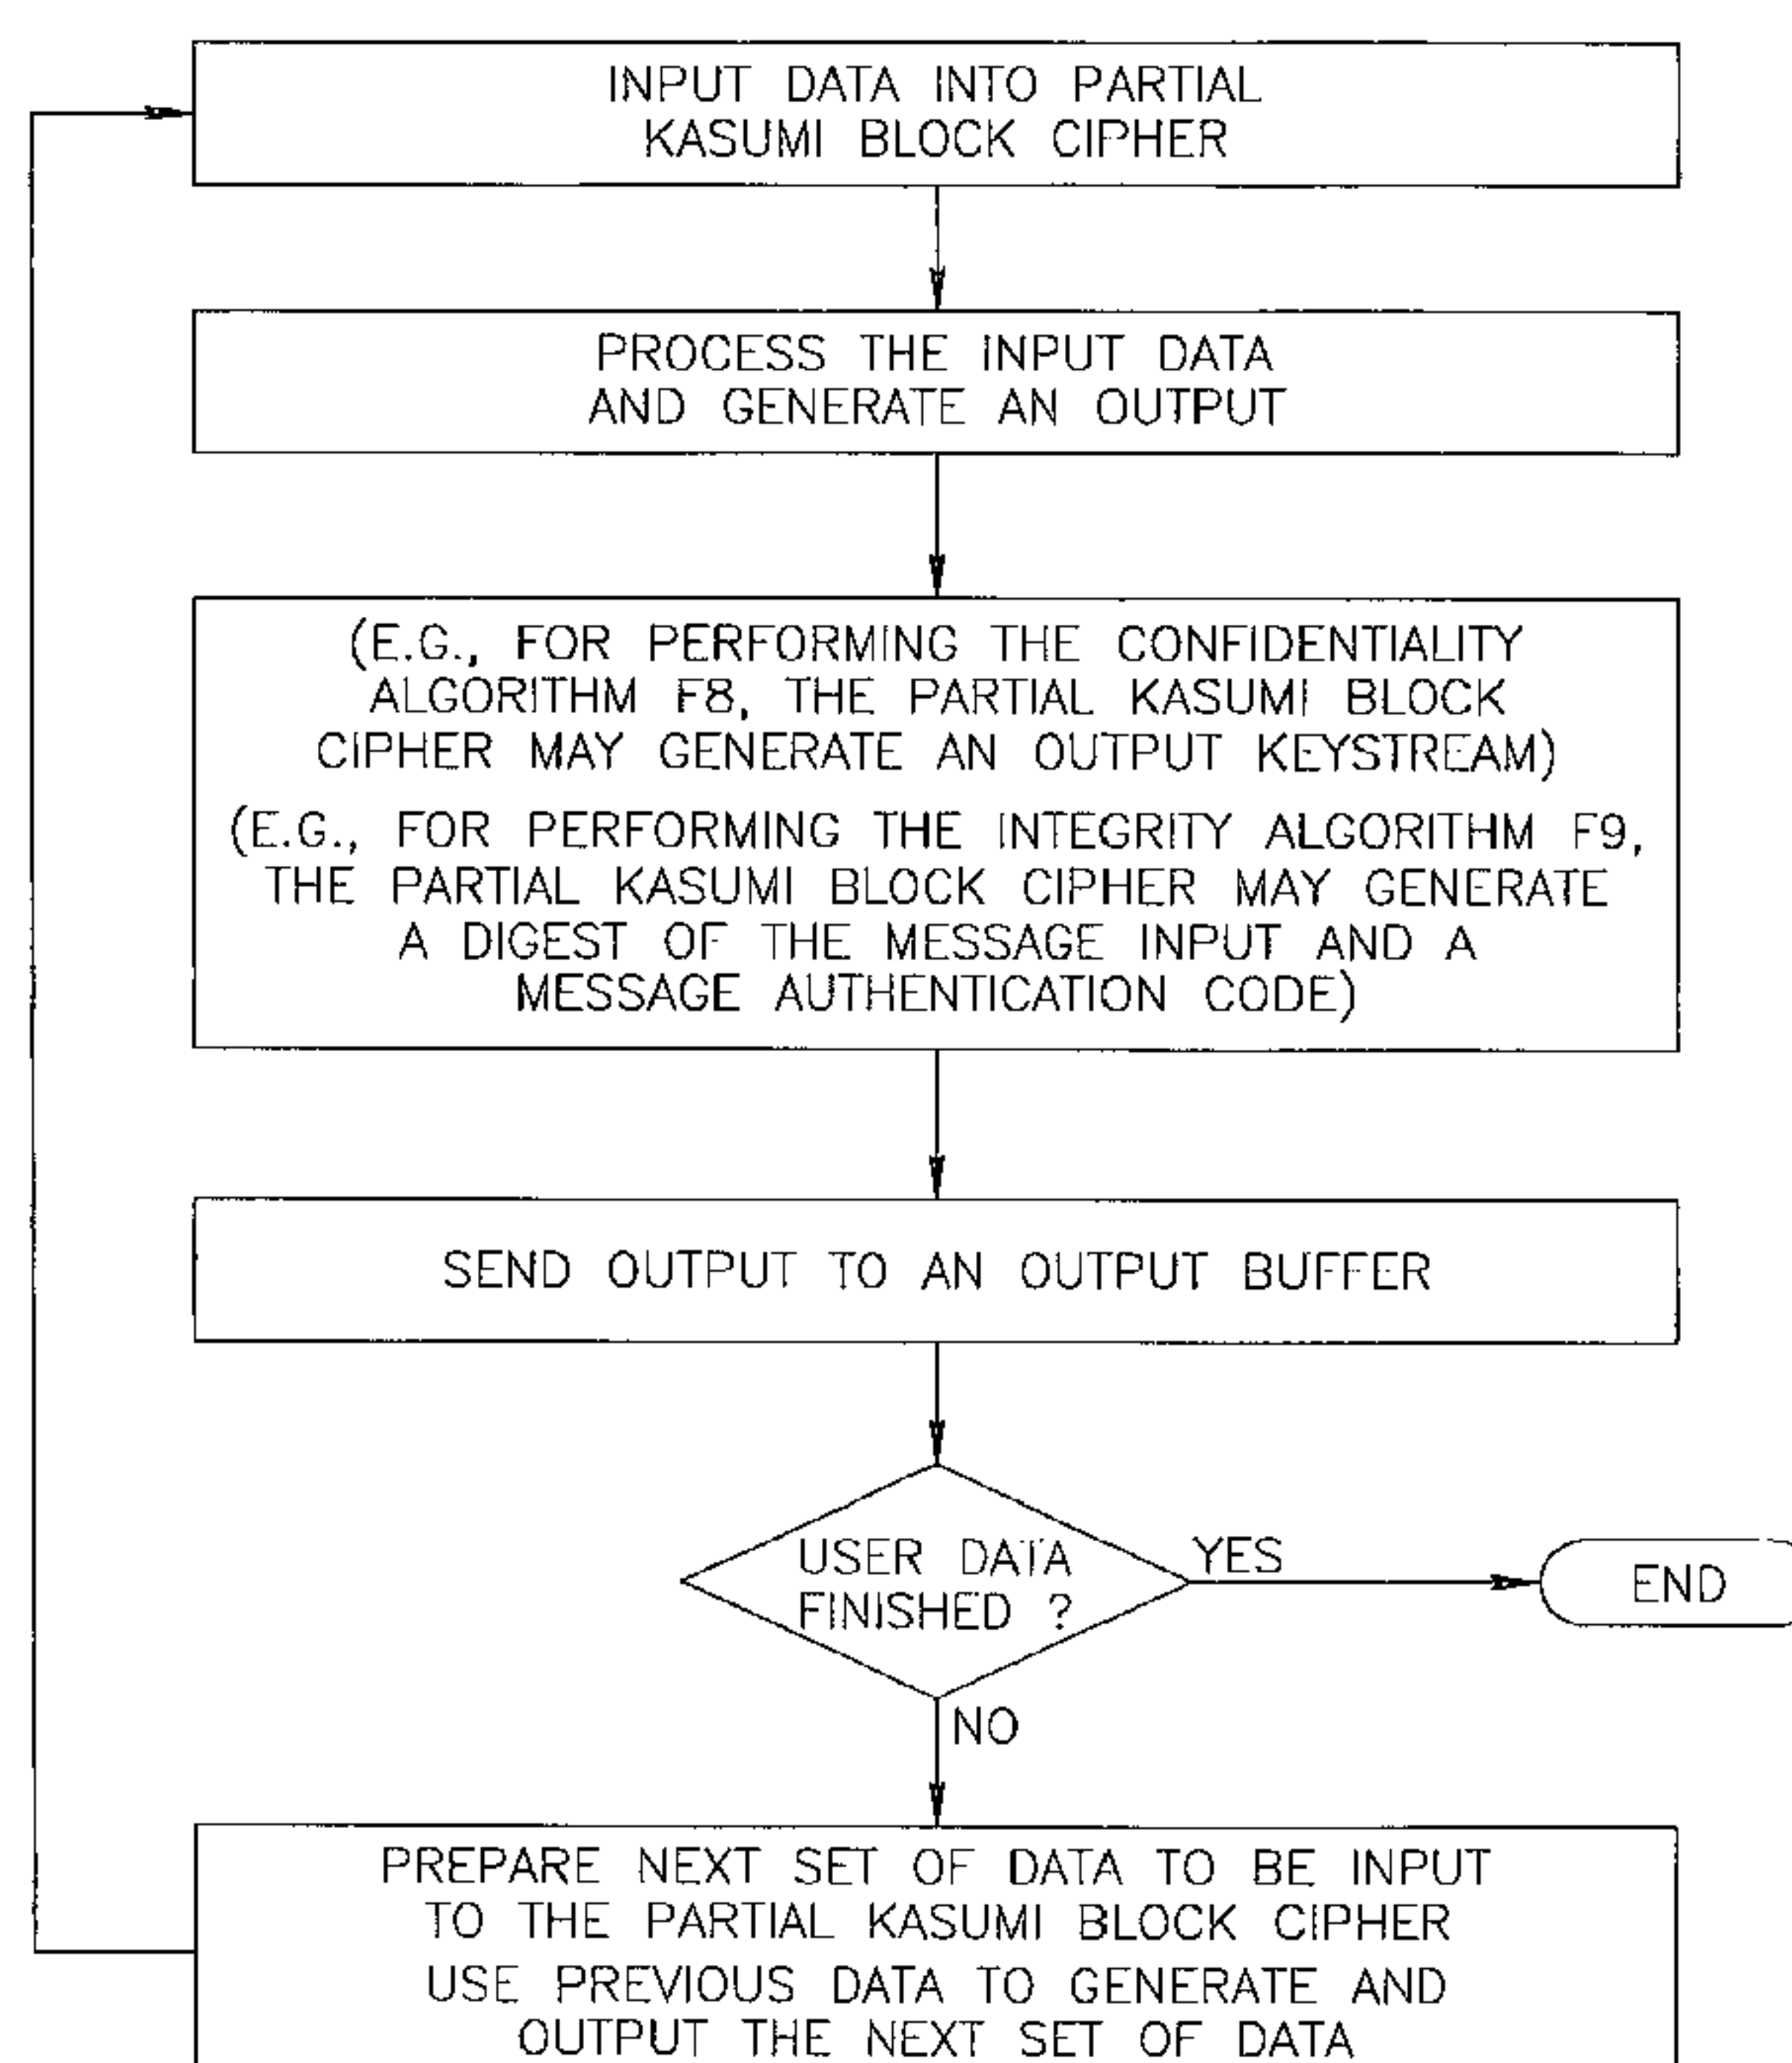 INPUT DATA INTO PARTIAL
KASUMI BLOCK CIPHER
PROCESS THE INPUT DATA
AND GENERATE AN OUTPUT
(E.G., FOR PERFORMING THE CONFIDENTIALITY
ALGORITHM F8, THE PARTIAL KASUMI BLOCK
CIPHER MAY GENERATE AN OUTPUT KEYSTREAM)
(E.G., FOR PERFORMING THE INTEGRITY ALGORITHM F9,
THE PARTIAL KASUMI BLOCK CIPHER MAY GENERATE
A DIGEST OF THE MESSAGE INPUT AND A
MESSAGE AUTHENTICATION CODE)
SEND OUTPUT TO AN OUTPUT BUFFER
USER DATA
FINISHED ?
YES
END
NO
PREPARE NEXT SET OF DATA TO BE INPUT
TO THE PARTIAL KASUMI BLOCK CIPHER
USE PREVIOUS DATA TO GENERATE AND
OUTPUT THE NEXT SET OF DATA